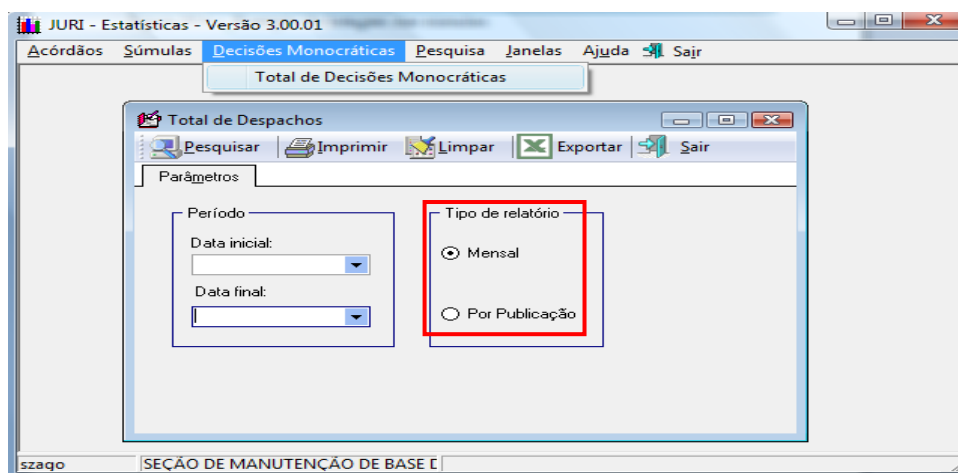 JURI - Estatísticas - Versão 3.00.01
Acórdãos Súmulas Decisões Monocráticas Pesquisa Janelas Ajuda Sair
Total de Decisões Monocráticas
Total de Despachos
Pesquisar Imprimir Limpar Exportar Sair
Parâmetros
Período
Tipo de relatório
Data inicial:
Mensal
Data final:
Por Publicação
szago SEÇÃO DE MANUTENÇÃO DE BASE D